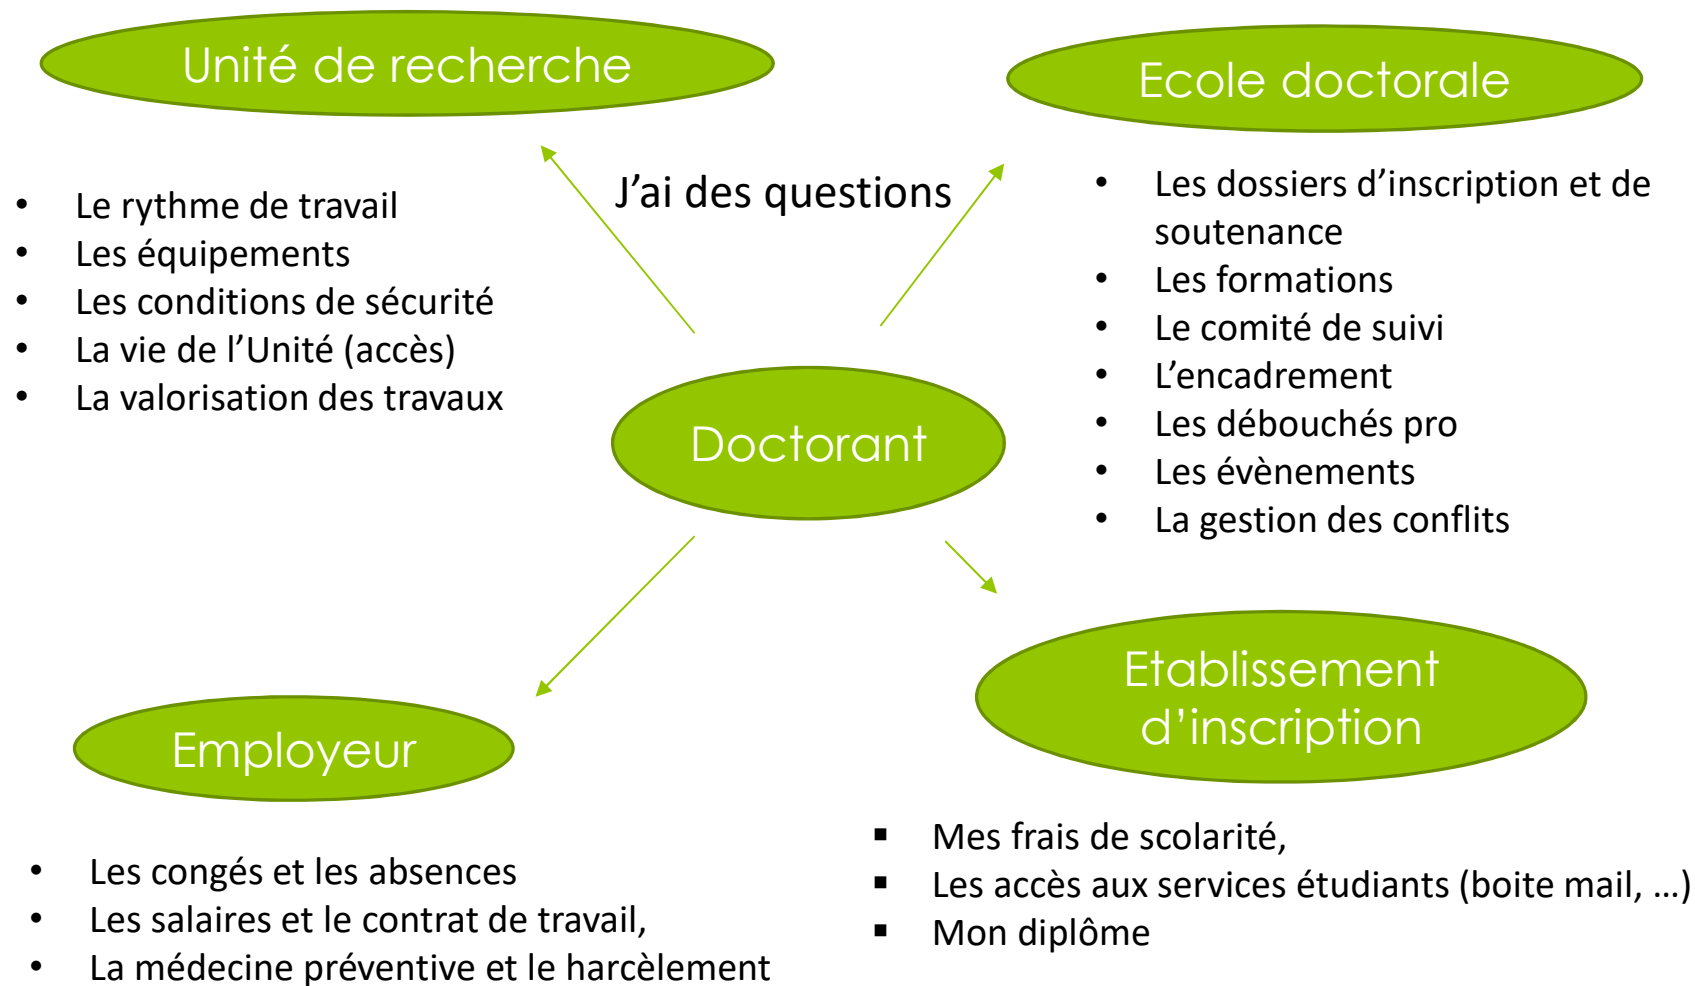 Unité de recherche
Ecole doctorale
J’ai des questions
• Le rythme de travail
• Les équipements
• Les conditions de sécurité
• La vie de l’Unité (accès)
• La valorisation des travaux
• Les dossiers d’inscription et de
soutenance
• Les formations
• Le comité de suivi
• L’encadrement
• Les débouchés pro
• Les évènements
• La gestion des conflits
Doctorant
Employeur
Etablissement
d’inscription
• Les congés et les absences
• Les salaires et le contrat de travail,
• La médecine préventive et le harcèlement
▪ Mes frais de scolarité,
▪ Les accès aux services étudiants (boite mail, …)
▪ Mon diplôme